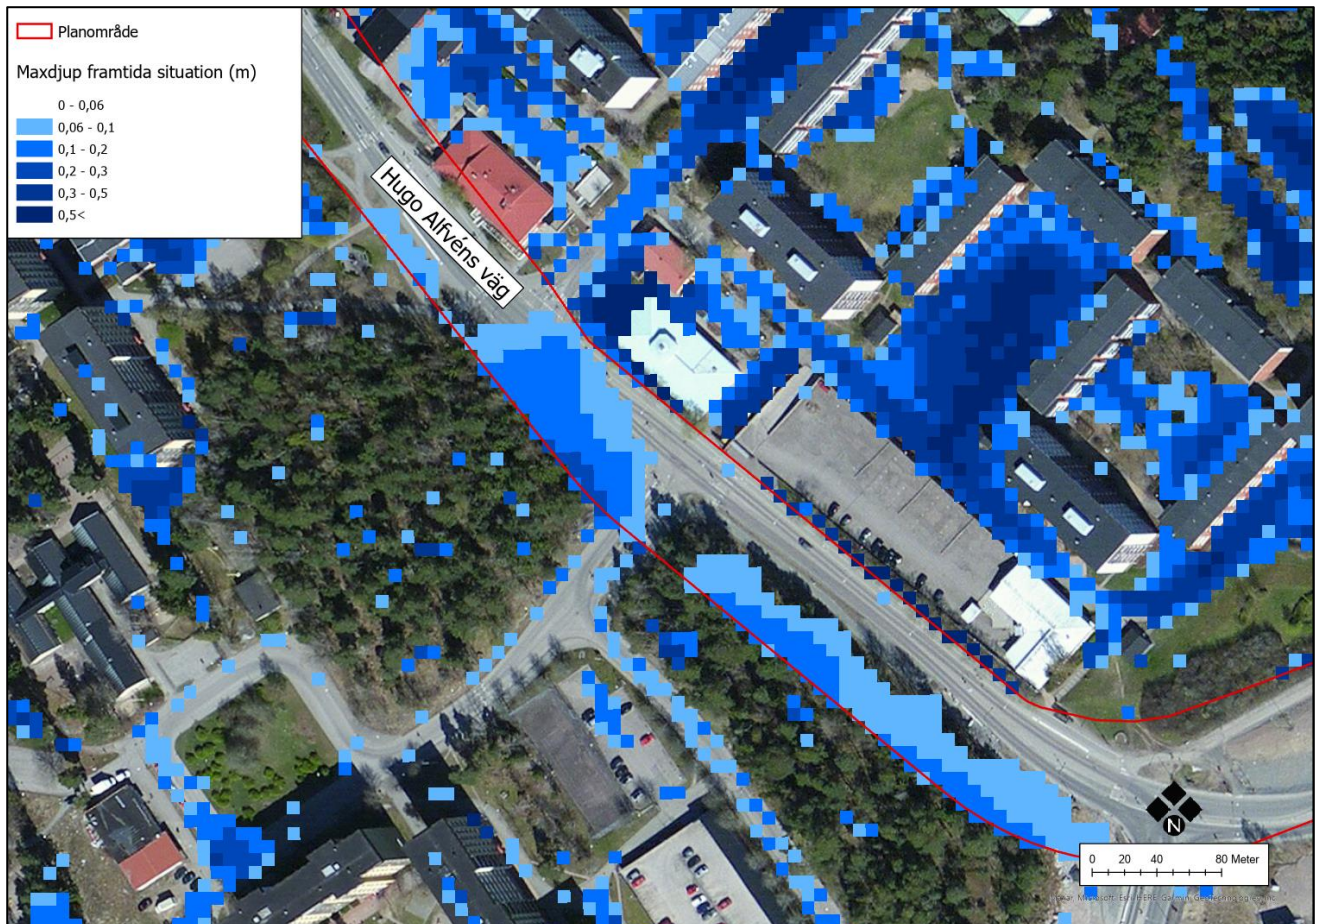 Planområde
Maxdjup framtida situation (m)
0 - 0,06
0,06 - 0,1
0,1 - 0,2
0,2 - 0,3
0,3 - 0,5
0,5<
Hugo Alfvéns väg
N
0 20 40 80 Meter